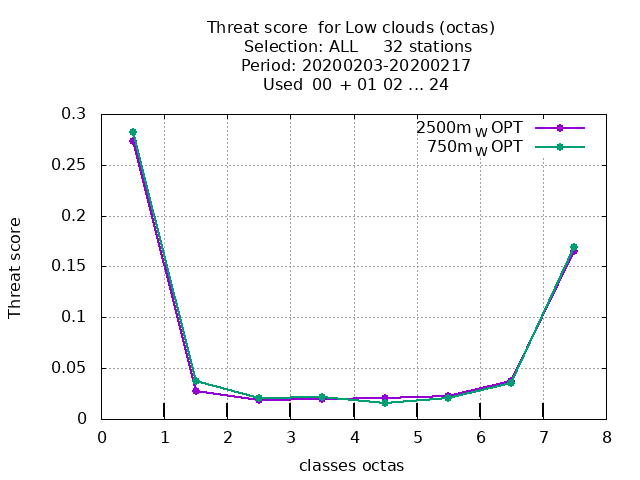 Threat score  for Low clouds (octas)
Selection: ALL     32 stations
Period: 20200203-20200217
Used  00 + 01 02 ... 24
2500m W OPT
750m W OPT
0.3
0.25
0.2
0.15
0.1
0.05
0
Threat score
0 1 2 3 4 5 6 7 8
classes octas